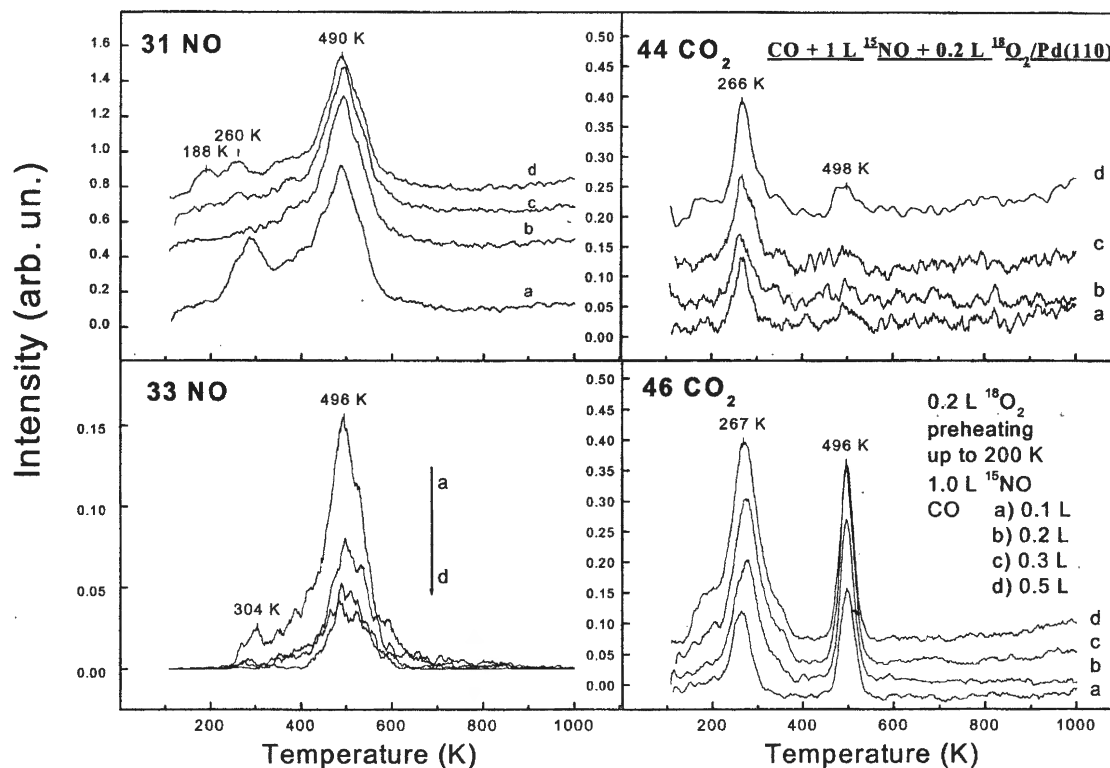 Intensity (arb. un.)
31 NO
1.6
1.4
1.2
1.0
0.8
0.6
0.4
0.2
0.0
490 K
260 K
188 K
d
c
b
a
44 CO₂
CO + 1 L ¹⁵NO + 0.2 L ¹⁸O₂/Pd(110)
0.50
0.45
0.40
0.35
0.30
0.25
0.20
0.15
0.10
0.05
0.00
266 K
498 K
d
c
b
a
200 400 600 800 1000
33 NO
0.15
0.10
0.05
0.00
496 K
304 K
a
d
200 400 600 800 1000
Temperature (K)
46 CO₂
0.50
0.45
0.40
0.35
0.30
0.25
0.20
0.15
0.10
0.05
0.00
267 K
496 K
0.2 L ¹⁸O₂
preheating
up to 200 K
1.0 L ¹⁵NO
CO a) 0.1 L
b) 0.2 L
c) 0.3 L
d) 0.5 L
d
c
b
a
200 400 600 800 1000
Temperature (K)